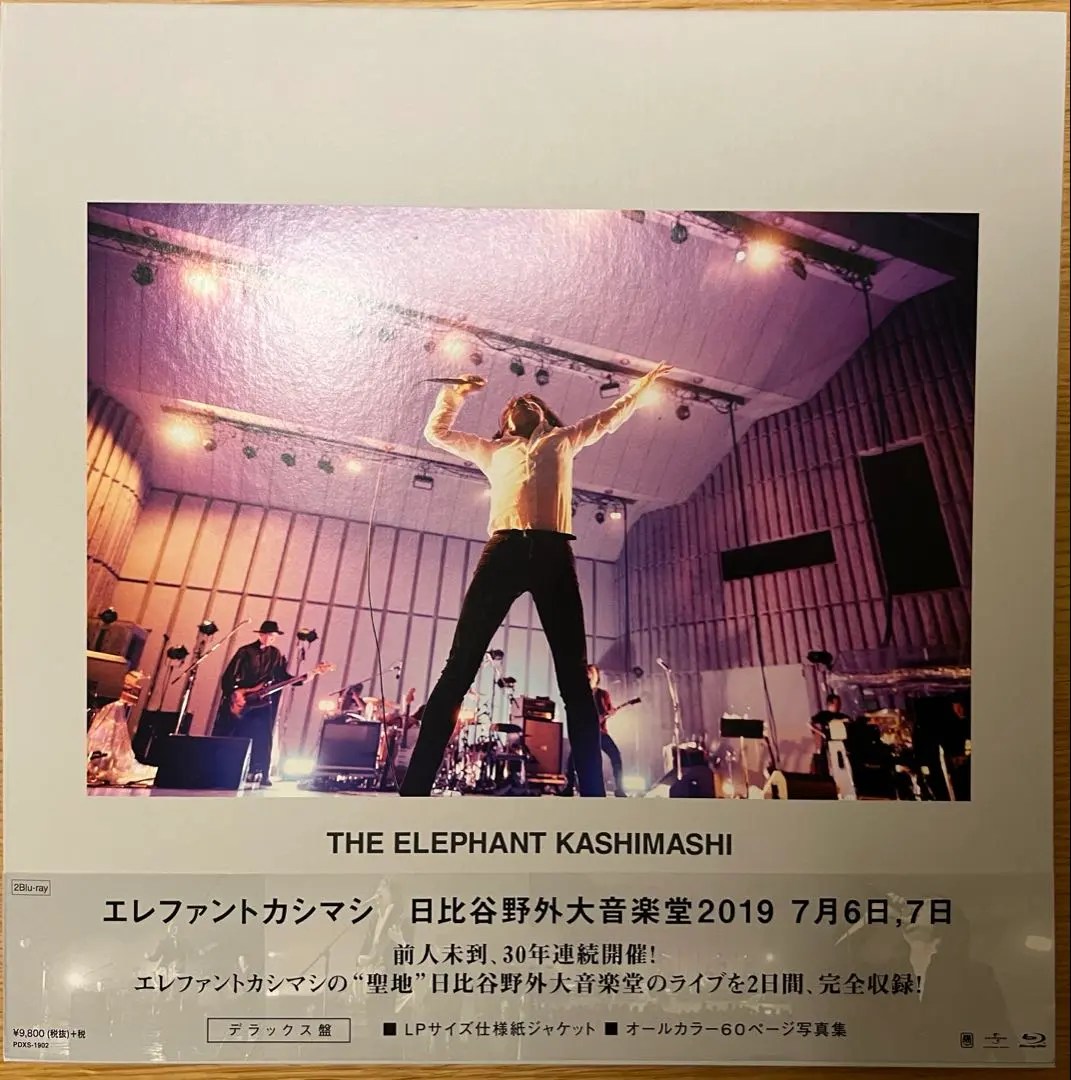 THE ELEPHANT KASHIMASHI
2Blu-ray
エレファントカシマシ 日比谷野外大音楽堂2019 7月6日,7日
前人未到、30年連続開催!
エレファントカシマシの“聖地”日比谷野外大音楽堂のライブを2日間、完全収録!
デラックス盤 ■ LPサイズ仕様紙ジャケット ■ オールカラー60ページ写真集
¥9,800 (税抜)+税
PDXS-1902